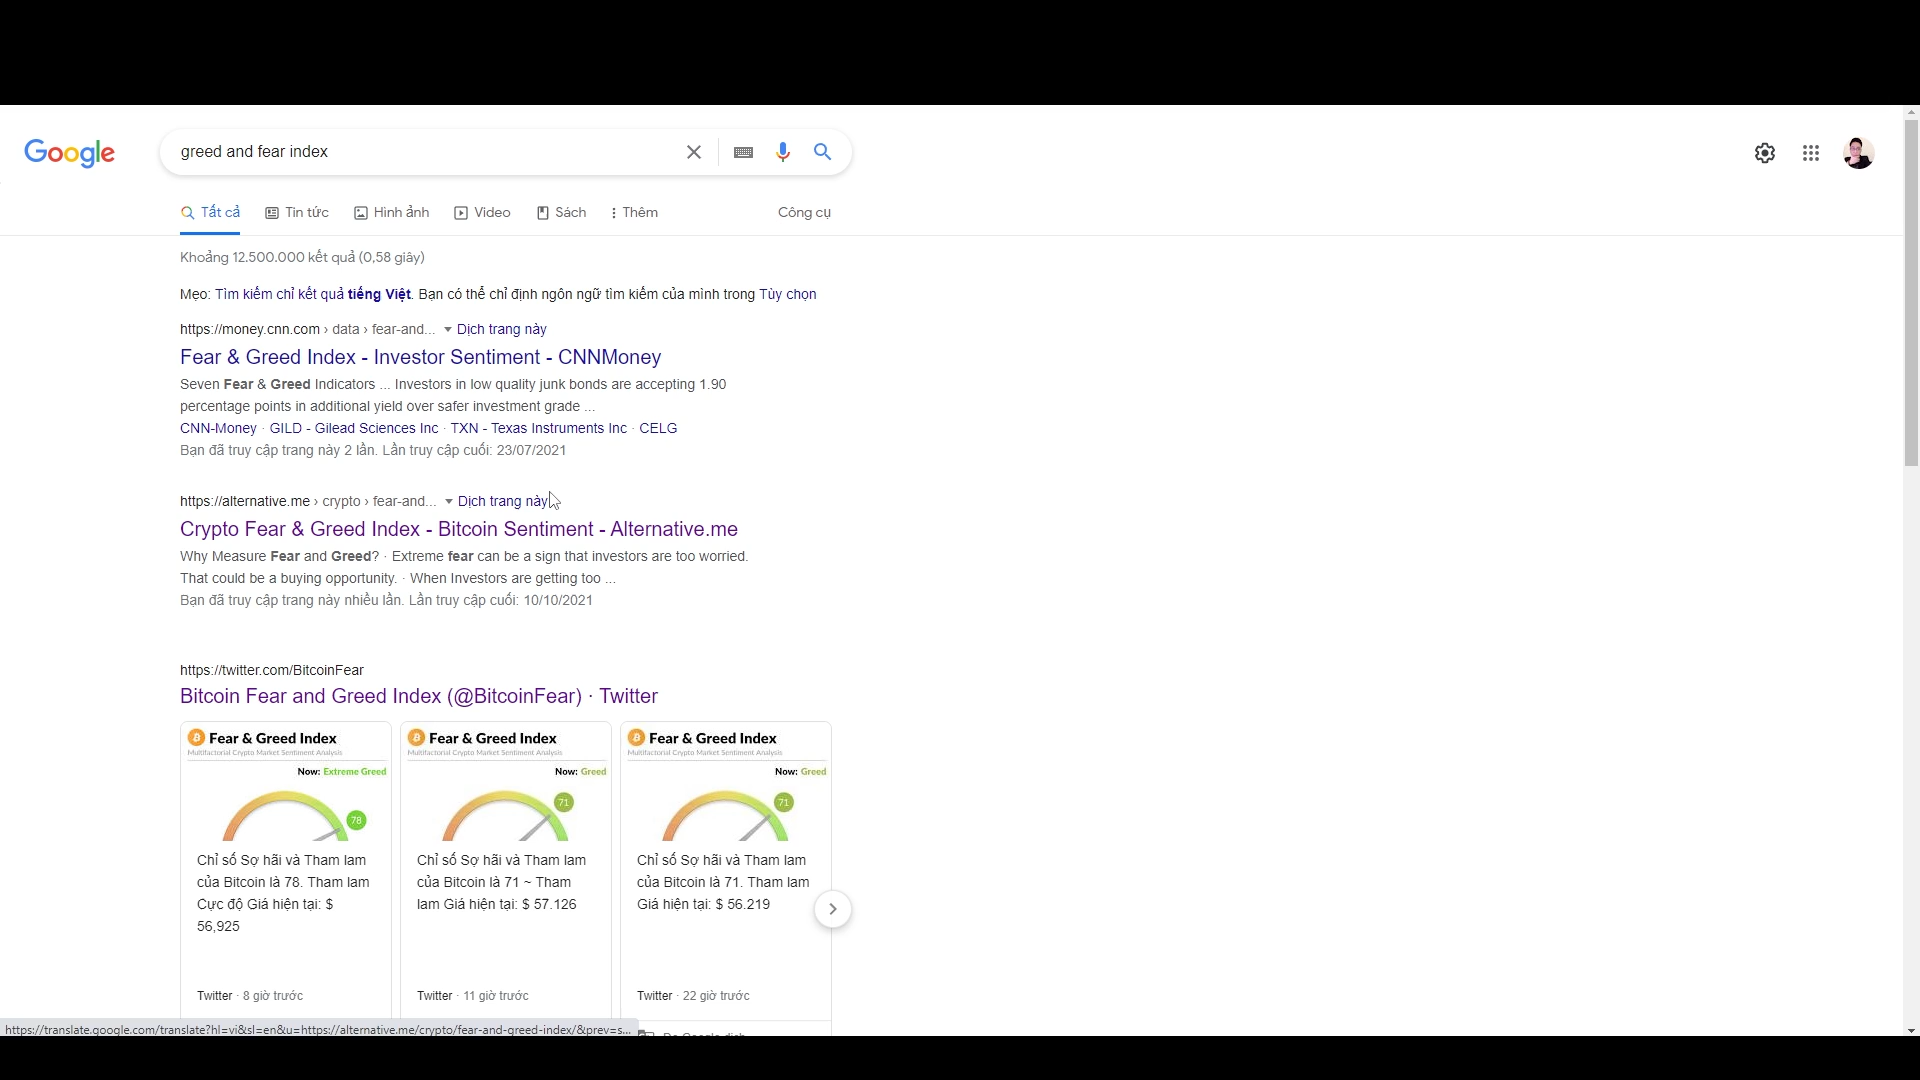 Google
greed and fear index
Tất cả
Tin tức
Hình ảnh
Video
Sách
Thêm
Công cụ
Khoảng 12.500.000 kết quả (0,58 giây)
Mẹo: Tìm kiếm chỉ kết quả tiếng Việt. Bạn có thể chỉ định ngôn ngữ tìm kiếm của mình trong Tùy chọn
https://money.cnn.com › data › fear-and... Dịch trang này
Fear & Greed Index - Investor Sentiment - CNNMoney
Seven Fear & Greed Indicators ... Investors in low quality junk bonds are accepting 1.90
percentage points in additional yield over safer investment grade ...
CNN-Money · GILD - Gilead Sciences Inc · TXN - Texas Instruments Inc · CELG
Bạn đã truy cập trang này 2 lần. Lần truy cập cuối: 23/07/2021
https://alternative.me › crypto › fear-and... Dịch trang này
Crypto Fear & Greed Index - Bitcoin Sentiment - Alternative.me
Why Measure Fear and Greed? · Extreme fear can be a sign that investors are too worried.
That could be a buying opportunity. · When Investors are getting too ...
Bạn đã truy cập trang này nhiều lần. Lần truy cập cuối: 10/10/2021
https://twitter.com/BitcoinFear
Bitcoin Fear and Greed Index (@BitcoinFear) · Twitter
Fear & Greed Index
Multifactorial Crypto Market Sentiment Analysis
Now: Extreme Greed
78
Chỉ số Sợ hãi và Tham lam
của Bitcoin là 78. Tham lam
Cực độ Giá hiện tại: $
56,925
Twitter · 8 giờ trước
Fear & Greed Index
Multifactorial Crypto Market Sentiment Analysis
Now: Greed
71
Chỉ số Sợ hãi và Tham lam
của Bitcoin là 71 ~ Tham
lam Giá hiện tại: $ 57.126
Twitter · 11 giờ trước
Fear & Greed Index
Multifactorial Crypto Market Sentiment Analysis
Now: Greed
71
Chỉ số Sợ hãi và Tham lam
của Bitcoin là 71. Tham lam
Giá hiện tại: $ 56.219
Twitter · 22 giờ trước
https://translate.google.com/translate?hl=vi&sl=en&u=https://alternative.me/crypto/fear-and-greed-index/&prev=s...